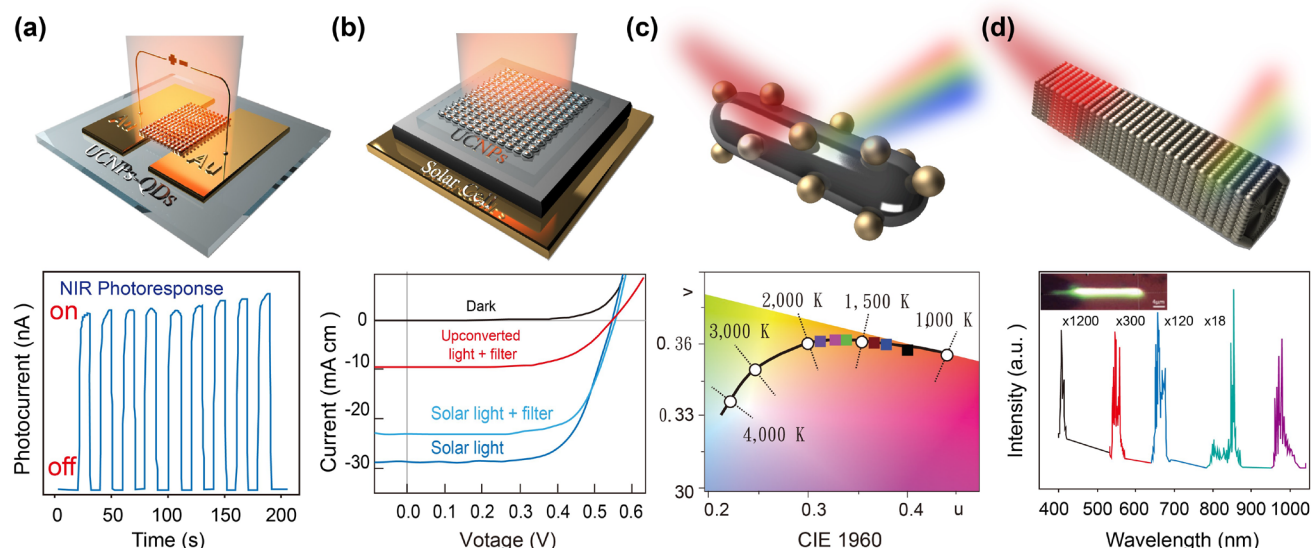 (a)
(b)
(c)
(d)
Au
Au
UCNPs-QDs
UCNPs
Solar Cell
NIR Photoresponse
on
off
Photocurrent (nA)
0 50 100 150 200
Time (s)
Dark
Upconverted
light + filter
Solar light + filter
Solar light
Current (mA cm )
0
-10
-20
-30
0.0 0.1 0.2 0.3 0.4 0.5 0.6
Votage (V)
v
0.36
0.33
30
2,000 K
1,500 K
1,000 K
3,000 K
4,000 K
0.2 0.4 u
CIE 1960
4μm
x1200 x300 x120 x18
Intensity (a.u.)
400 500 600 700 800 900 1000
Wavelength (nm)